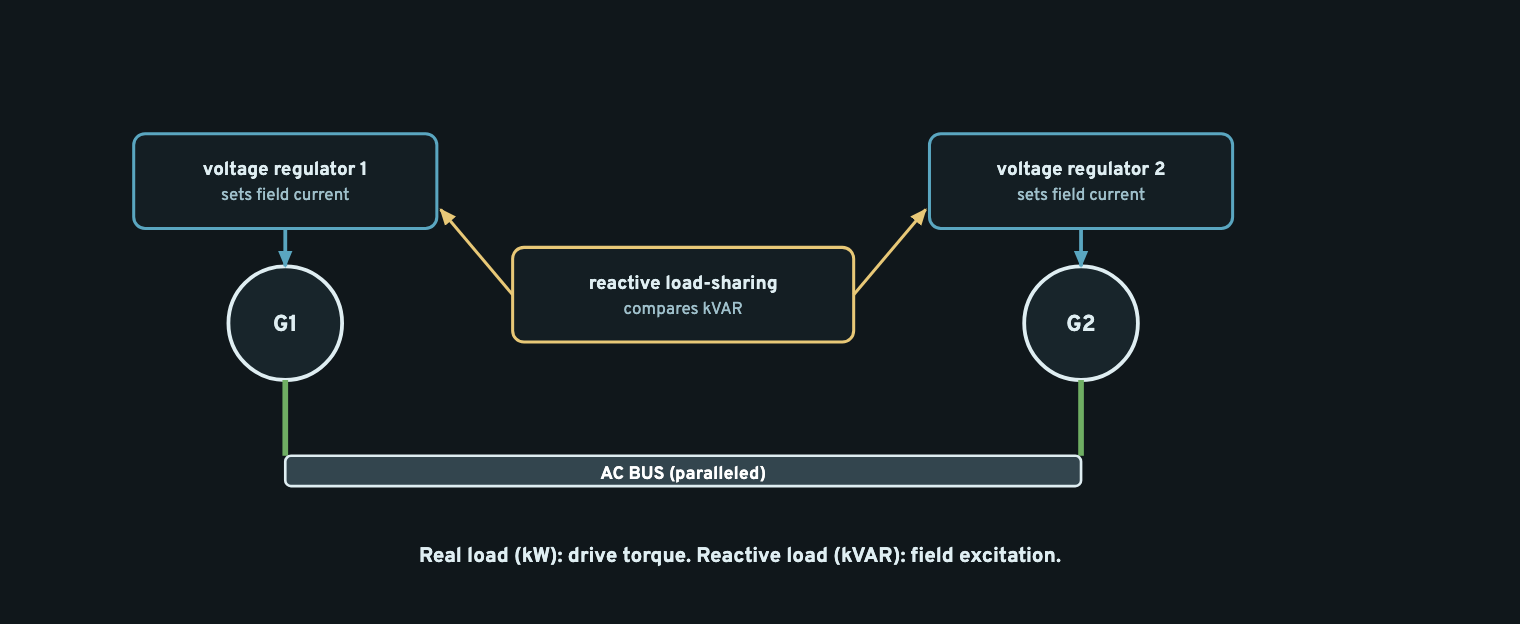 voltage regulator 1
sets field current
voltage regulator 2
sets field current
reactive load-sharing
compares kVAR
G1
G2
AC BUS (paralleled)
Real load (kW): drive torque. Reactive load (kVAR): field excitation.